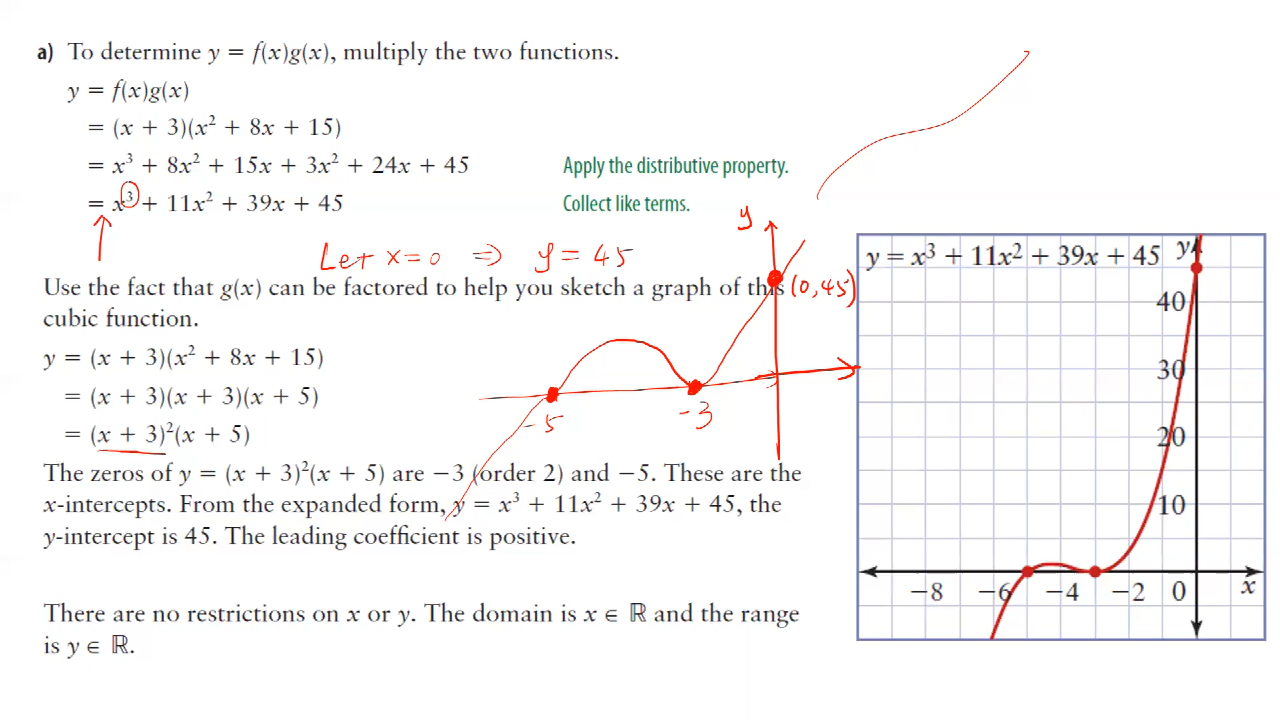 a) To determine y = f(x)g(x), multiply the two functions.
y = f(x)g(x)
= (x + 3)(x² + 8x + 15)
= x³ + 8x² + 15x + 3x² + 24x + 45 Apply the distributive property.
= x³ + 11x² + 39x + 45 Collect like terms.
Let x=0 ⇒ y = 45
Use the fact that g(x) can be factored to help you sketch a graph of this
cubic function.
y = (x + 3)(x² + 8x + 15)
= (x + 3)(x + 3)(x + 5)
= (x + 3)²(x + 5)
The zeros of y = (x + 3)²(x + 5) are −3 (order 2) and −5. These are the
x-intercepts. From the expanded form, y = x³ + 11x² + 39x + 45, the
y-intercept is 45. The leading coefficient is positive.
There are no restrictions on x or y. The domain is x ∈ ℝ and the range
is y ∈ ℝ.
y
(0,45)
-5
-3
y = x³ + 11x² + 39x + 45 y
40
30
20
10
−8 −6 −4 −2 0 x